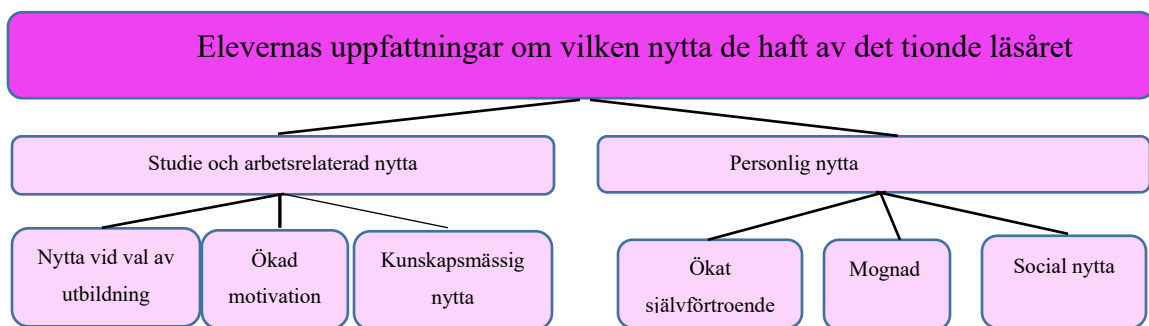 Elevernas uppfattningar om vilken nytta de haft av det tionde läsåret
Studie och arbetsrelaterad nytta
Personlig nytta
Nytta vid val av
utbildning
Ökad
motivation
Kunskapsmässig
nytta
Ökat
självförtroende
Mognad
Social nytta